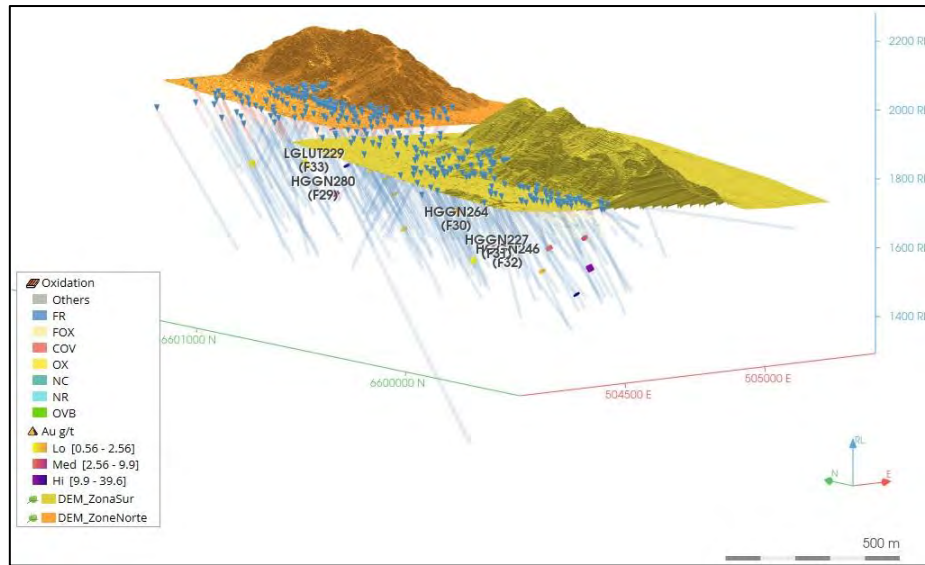 2200 RL
2000 RL
1800 RL
1600 RL
1400 RL
LGLUT229
(F33)
HGGN280
(F29)
HGGN264
(F30)
HGGN227
(F31)
HGGN246
(F32)
6601000 N
6600000 N
504500 E
505000 E
Oxidation
Others
FR
FOX
COV
OX
NC
NR
OVB
Au g/t
Lo [0.56 - 2.56]
Med [2.56 - 9.9]
Hi [9.9 - 39.6]
DEM_ZonaSur
DEM_ZoneNorte
RL
N
E
500 m